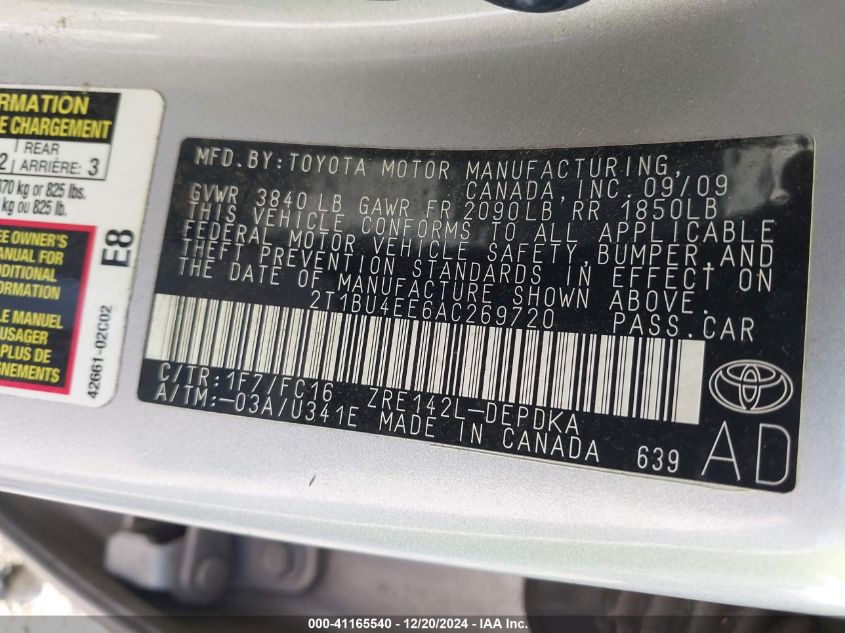 RMATION
E CHARGEMENT
REAR
2 ARRIÈRE: 3
370 kg or 825 lbs.
kg ou 825 lb.
EE OWNER'S
MANUAL FOR
DDITIONAL
FORMATION
E8
LE MANUEL
USAGER
PLUS DE
IGNEMENTS
42661-02C02
MFD.BY:TOYOTA MOTOR MANUFACTURING,
CANADA, INC. 09/09
GVWR 3840 LB GAWR FR 2090LB RR 1850LB
THIS VEHICLE CONFORMS TO ALL APPLICABLE
FEDERAL MOTOR VEHICLE SAFETY, BUMPER, AND
THEFT PREVENTION STANDARDS IN EFFECT ON
THE DATE OF MANUFACTURE SHOWN ABOVE.
2T1BU4EE6AC269720 PASS.CAR
C/TR:1F7/FC16 ZRE142L-DEPDKA
A/TM:-03A/U341E MADE IN CANADA 639
AD
000-41165540 - 12/20/2024 - IAA, Inc.